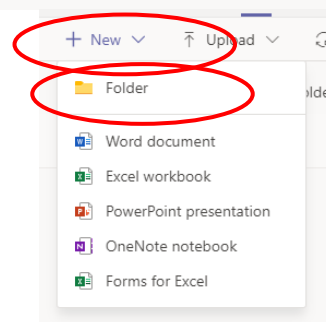 + New Upload
Folder
Word document
Excel workbook
PowerPoint presentation
OneNote notebook
Forms for Excel